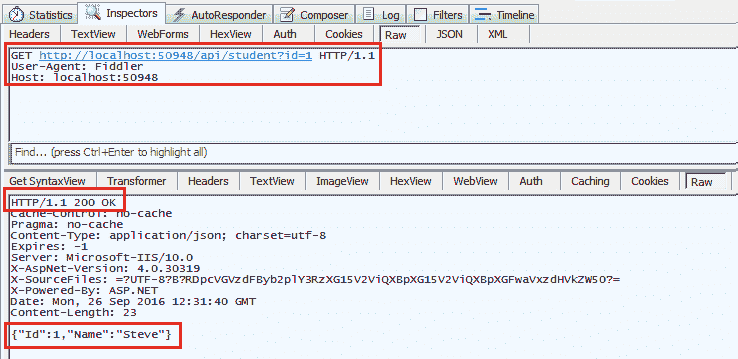 Statistics Inspectors AutoResponder Composer Log Filters Timeline
Headers TextView WebForms HexView Auth Cookies Raw JSON XML
GET http://localhost:50948/api/student?id=1 HTTP/1.1
User-Agent: Fiddler
Host: localhost:50948
Find... (press Ctrl+Enter to highlight all)
Get SyntaxView Transformer Headers TextView ImageView HexView WebView Auth Caching Cookies Raw
HTTP/1.1 200 OK
Cache-Control: no-cache
Pragma: no-cache
Content-Type: application/json; charset=utf-8
Expires: -1
Server: Microsoft-IIS/10.0
X-AspNet-Version: 4.0.30319
X-SourceFiles: =?UTF-8?B?RDpcVGVzdFByb2plY3RzXG15V2ViQXBpXG15V2ViQXBpXGFwaVxzdHVkZW50?=
X-Powered-By: ASP.NET
Date: Mon, 26 Sep 2016 12:31:40 GMT
Content-Length: 23
{"Id":1,"Name":"Steve"}